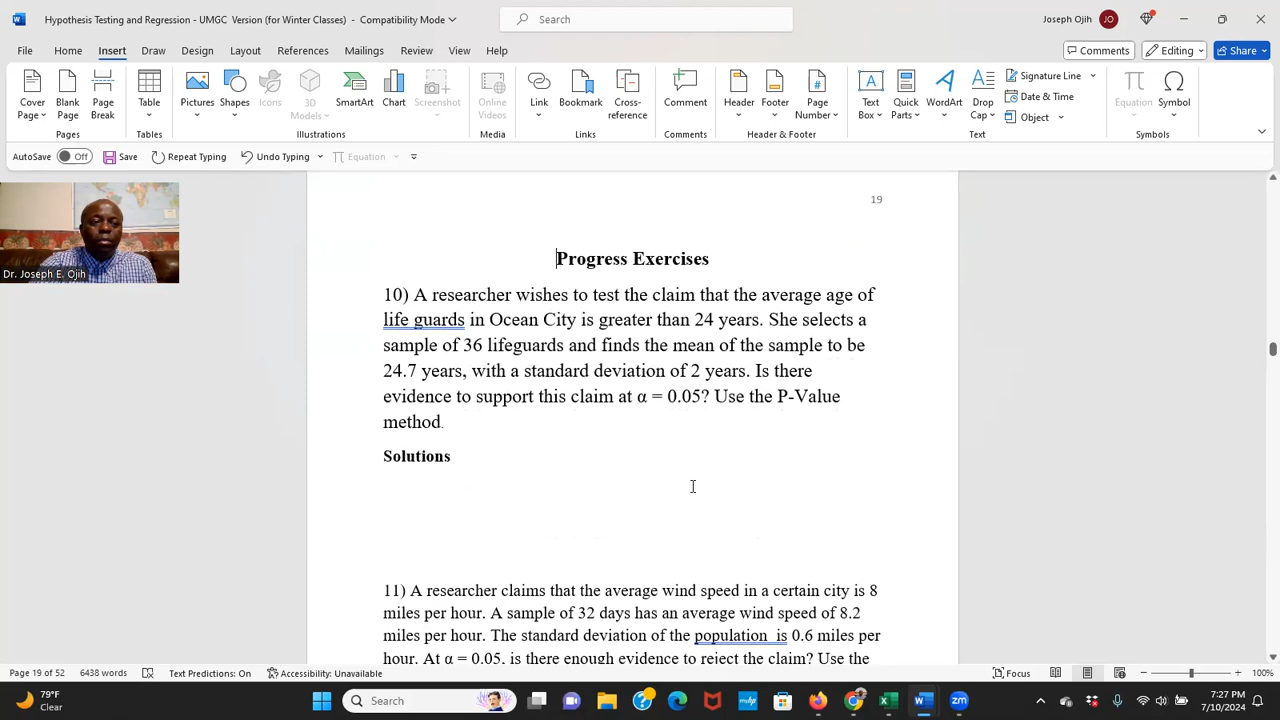 Hypothesis Testing and Regression - UMGC Version (for Winter Classes) - Compatibility Mode
Search
Joseph Ojih
JO
File Home Insert Draw Design Layout References Mailings Review View Help
Comments
Editing
Share
Cover Page
Blank Page
Page Break
Table
Pictures
Shapes
Icons
3D Models
SmartArt
Chart
Screenshot
Online Videos
Link
Bookmark
Cross-reference
Comment
Header
Footer
Page Number
Text Box
Quick Parts
WordArt
Drop Cap
Signature Line
Date & Time
Object
Equation
Symbol
Pages Tables Illustrations Media Links Comments Header & Footer Text Symbols
AutoSave Off Save Repeat Typing Undo Typing Equation
19
Dr. Joseph E. Ojih
Progress Exercises
10) A researcher wishes to test the claim that the average age of
life guards in Ocean City is greater than 24 years. She selects a
sample of 36 lifeguards and finds the mean of the sample to be
24.7 years, with a standard deviation of 2 years. Is there
evidence to support this claim at α = 0.05? Use the P-Value
method.
Solutions
11) A researcher claims that the average wind speed in a certain city is 8
miles per hour. A sample of 32 days has an average wind speed of 8.2
miles per hour. The standard deviation of the population is 0.6 miles per
hour. At α = 0.05, is there enough evidence to reject the claim? Use the
Page 19 of 52 6438 words Text Predictions: On Accessibility: Unavailable Focus 100%
79°F
Clear
Search
7:27 PM
7/10/2024